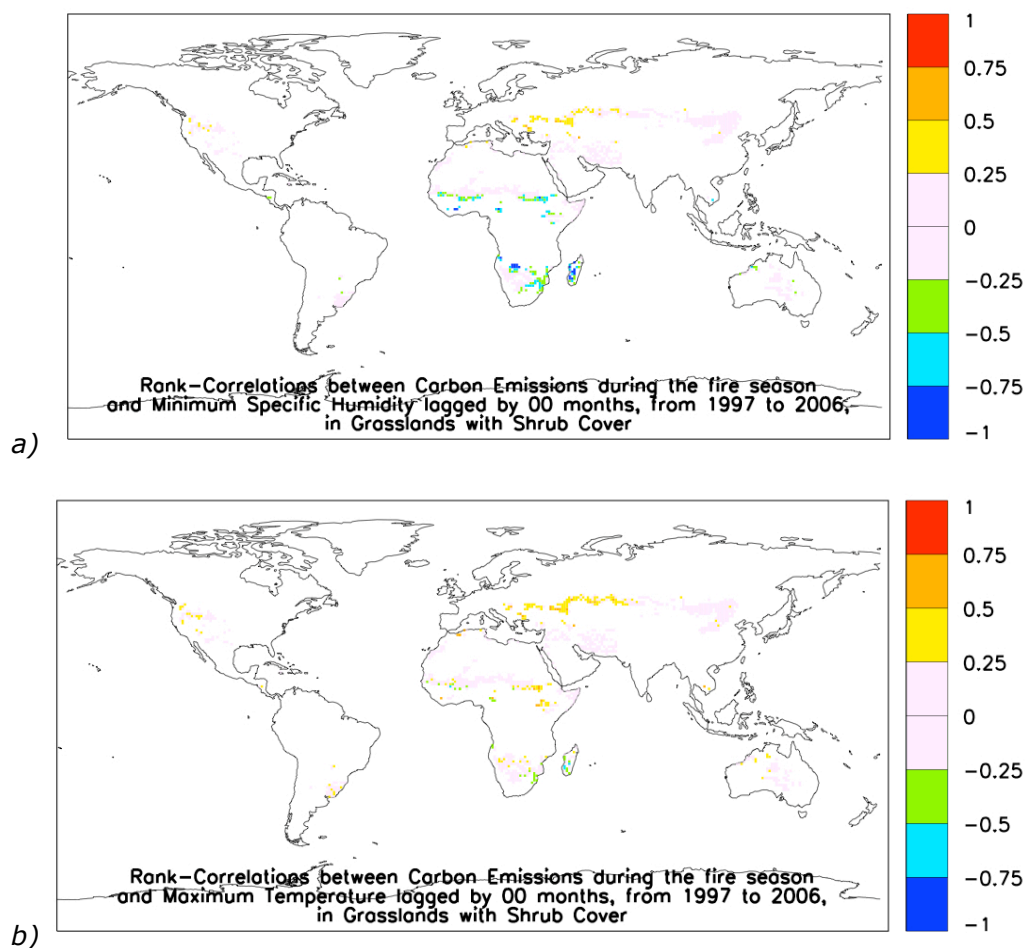 1
0.75
0.5
0.25
0
−0.25
−0.5
−0.75
−1
Rank−Correlations between Carbon Emissions during the fire season
and Minimum Specific Humidity lagged by 00 months, from 1997 to 2006,
in Grasslands with Shrub Cover
a)
1
0.75
0.5
0.25
0
−0.25
−0.5
−0.75
−1
Rank−Correlations between Carbon Emissions during the fire season
and Maximum Temperature lagged by 00 months, from 1997 to 2006,
in Grasslands with Shrub Cover
b)